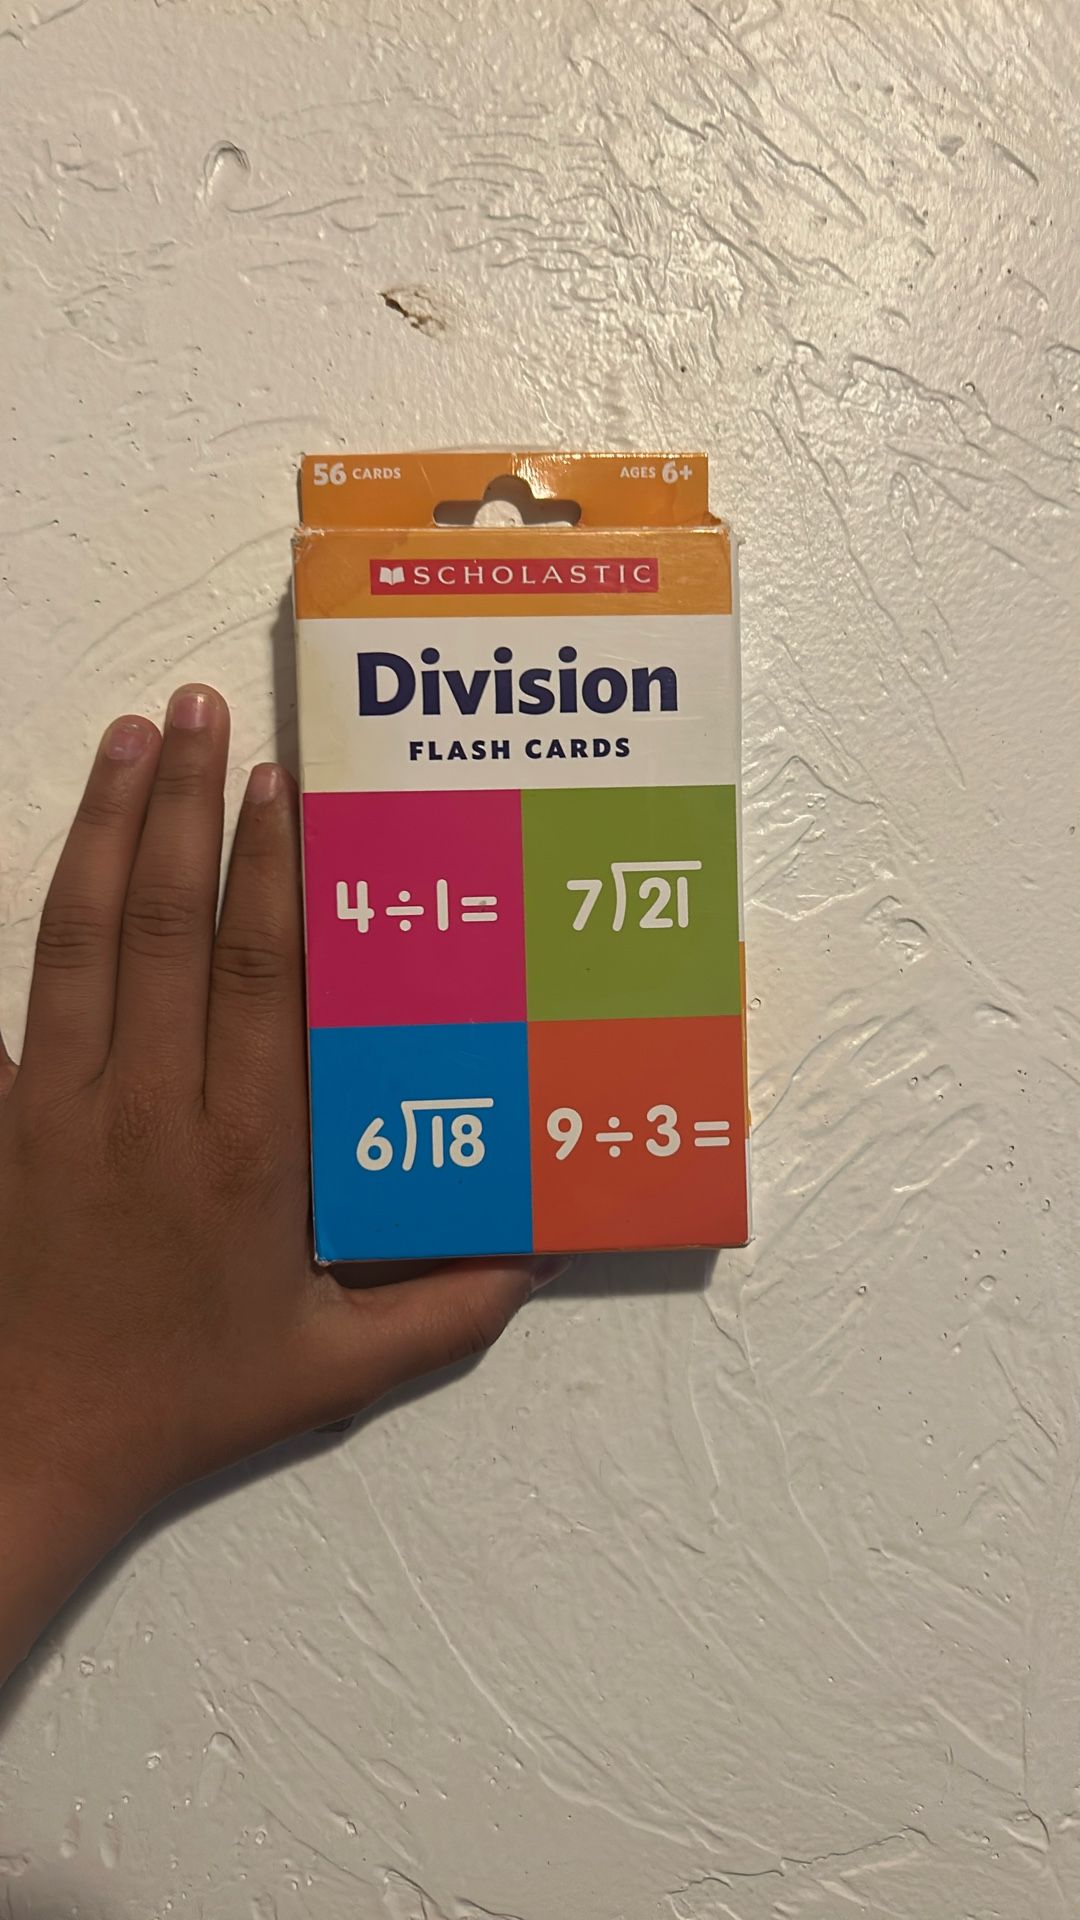 56 CARDS AGES 6+
SCHOLASTIC
Division
FLASH CARDS
4÷1= 7)21
6)18 9÷3=